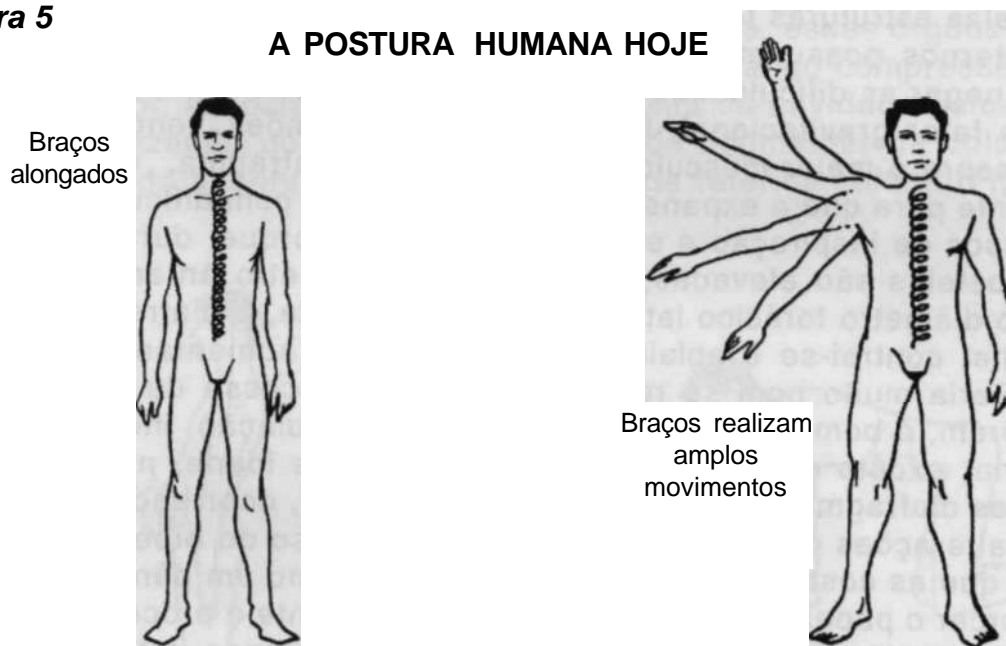 ra 5
A POSTURA HUMANA HOJE
Braços
alongados
Braços realizam
amplos
movimentos